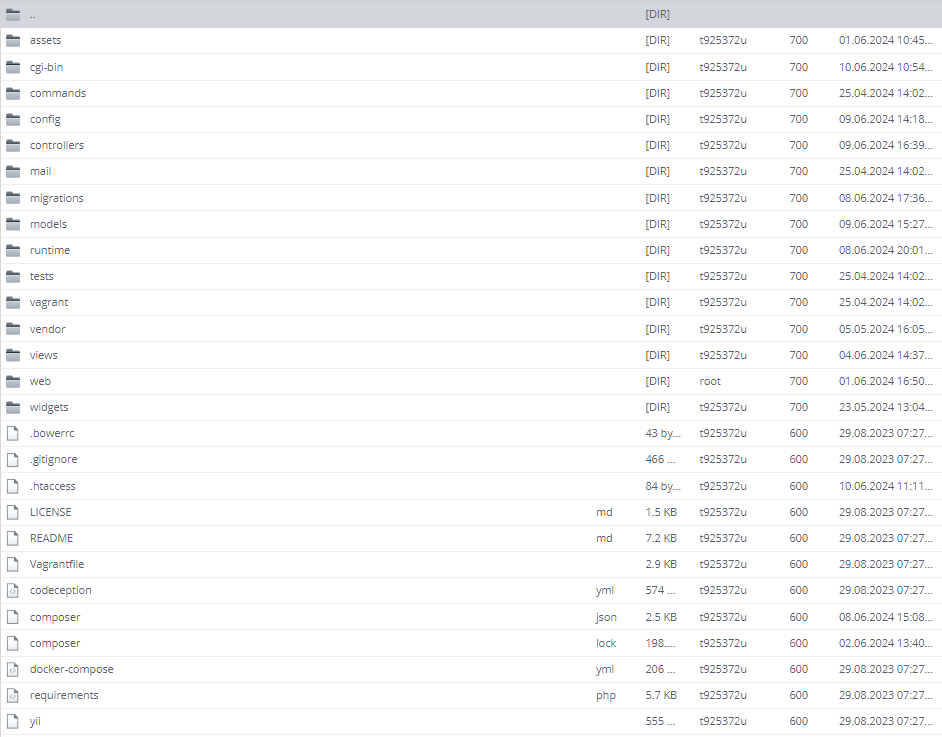 .. [DIR]
assets [DIR] t925372u 700 01.06.2024 10:45...
cgi-bin [DIR] t925372u 700 10.06.2024 10:54...
commands [DIR] t925372u 700 25.04.2024 14:02...
config [DIR] t925372u 700 09.06.2024 14:18...
controllers [DIR] t925372u 700 09.06.2024 16:39...
mail [DIR] t925372u 700 25.04.2024 14:02...
migrations [DIR] t925372u 700 08.06.2024 17:36...
models [DIR] t925372u 700 09.06.2024 15:27...
runtime [DIR] t925372u 700 08.06.2024 20:01...
tests [DIR] t925372u 700 25.04.2024 14:02...
vagrant [DIR] t925372u 700 25.04.2024 14:02...
vendor [DIR] t925372u 700 05.05.2024 16:05...
views [DIR] t925372u 700 04.06.2024 14:37...
web [DIR] root 700 01.06.2024 16:50...
widgets [DIR] t925372u 700 23.05.2024 13:04...
.bowerrc 43 by... t925372u 600 29.08.2023 07:27...
.gitignore 466 ... t925372u 600 29.08.2023 07:27...
.htaccess 84 by... t925372u 600 10.06.2024 11:11...
LICENSE md 1.5 KB t925372u 600 29.08.2023 07:27...
README md 7.2 KB t925372u 600 29.08.2023 07:27...
Vagrantfile 2.9 KB t925372u 600 29.08.2023 07:27...
codeception yml 574 ... t925372u 600 29.08.2023 07:27...
composer json 2.5 KB t925372u 600 08.06.2024 15:08...
composer lock 198.... t925372u 600 02.06.2024 13:40...
docker-compose yml 206 ... t925372u 600 29.08.2023 07:27...
requirements php 5.7 KB t925372u 600 29.08.2023 07:27...
yii 555 ... t925372u 600 29.08.2023 07:27...